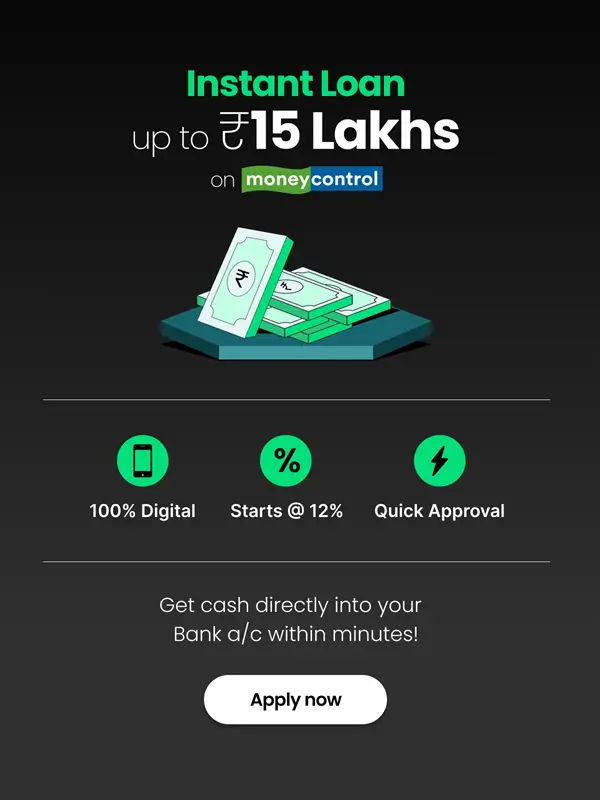 Instant Loan
up to ₹15 Lakhs
on moneycontrol
₹
₹
100% Digital
%
Starts @ 12%
Quick Approval
Get cash directly into your
Bank a/c within minutes!
Apply now